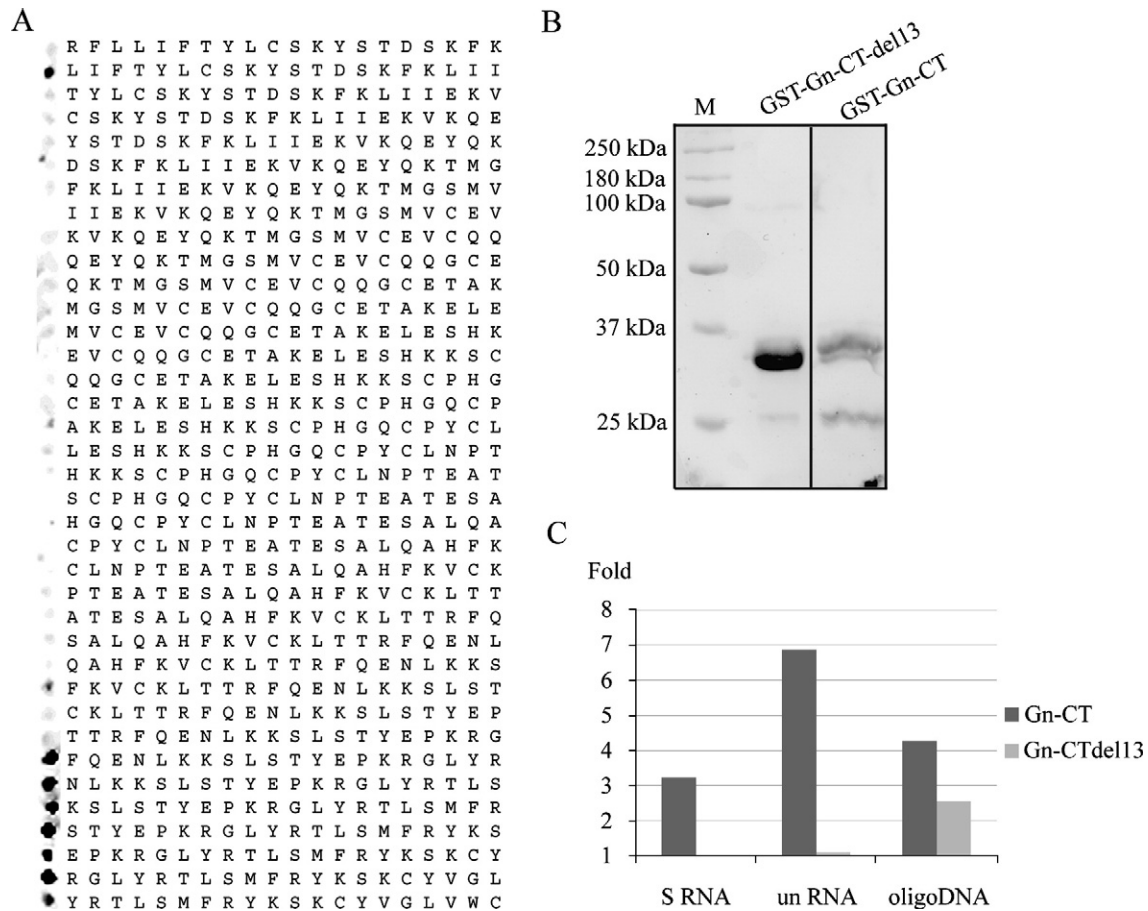 A
R F L L I F T Y L C S K Y S T D S K F K
L I F T Y L C S K Y S T D S K F K L I I
T Y L C S K Y S T D S K F K L I I E K V
C S K Y S T D S K F K L I I E K V K Q E
Y S T D S K F K L I I E K V K Q E Y Q K
D S K F K L I I E K V K Q E Y Q K T M G
F K L I I E K V K Q E Y Q K T M G S M V
I I E K V K Q E Y Q K T M G S M V C E V
K V K Q E Y Q K T M G S M V C E V C Q Q
Q E Y Q K T M G S M V C E V C Q Q G C E
Q K T M G S M V C E V C Q Q G C E T A K
M G S M V C E V C Q Q G C E T A K E L E
M V C E V C Q Q G C E T A K E L E S H K
E V C Q Q G C E T A K E L E S H K K S C
Q Q G C E T A K E L E S H K K S C P H G
C E T A K E L E S H K K S C P H G Q C P
A K E L E S H K K S C P H G Q C P Y C L
L E S H K K S C P H G Q C P Y C L N P T
H K K S C P H G Q C P Y C L N P T E A T
S C P H G Q C P Y C L N P T E A T E S A
H G Q C P Y C L N P T E A T E S A L Q A
C P Y C L N P T E A T E S A L Q A H F K
C L N P T E A T E S A L Q A H F K V C K
P T E A T E S A L Q A H F K V C K L T T
A T E S A L Q A H F K V C K L T T R F Q
S A L Q A H F K V C K L T T R F Q E N L
Q A H F K V C K L T T R F Q E N L K K S
F K V C K L T T R F Q E N L K K S L S T
C K L T T R F Q E N L K K S L S T Y E P
T T R F Q E N L K K S L S T Y E P K R G
F Q E N L K K S L S T Y E P K R G L Y R
N L K K S L S T Y E P K R G L Y R T L S
K S L S T Y E P K R G L Y R T L S M F R
S T Y E P K R G L Y R T L S M F R Y K S
E P K R G L Y R T L S M F R Y K S K C Y
R G L Y R T L S M F R Y K S K C Y V G L
Y R T L S M F R Y K S K C Y V G L V W C
B
M
GST-Gn-CT-del13
GST-Gn-CT
250 kDa
180 kDa
100 kDa
50 kDa
37 kDa
25 kDa
C
Fold
8
7
6
5
4
3
2
1
S RNA
un RNA
oligoDNA
Gn-CT
Gn-CTdel13